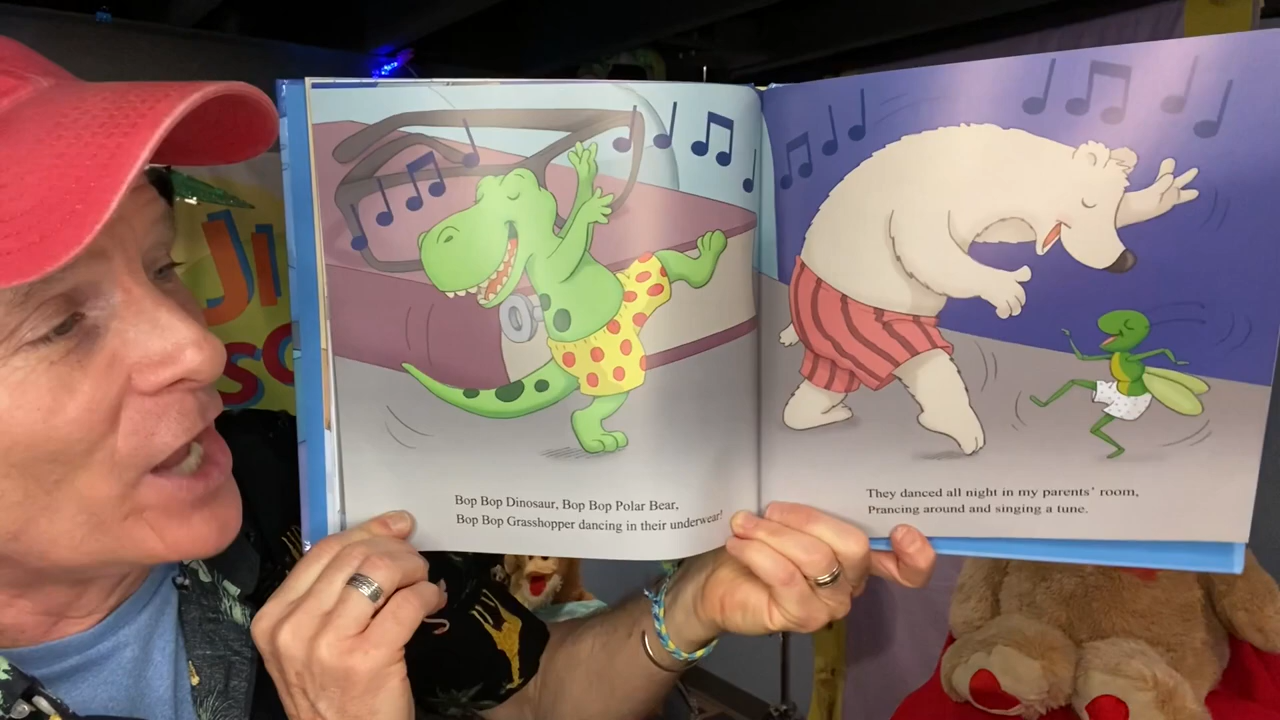 JI
Bop Bop Dinosaur, Bop Bop Polar Bear,
Bop Bop Grasshopper dancing in their underwear!
They danced all night in my parents' room,
Prancing around and singing a tune.